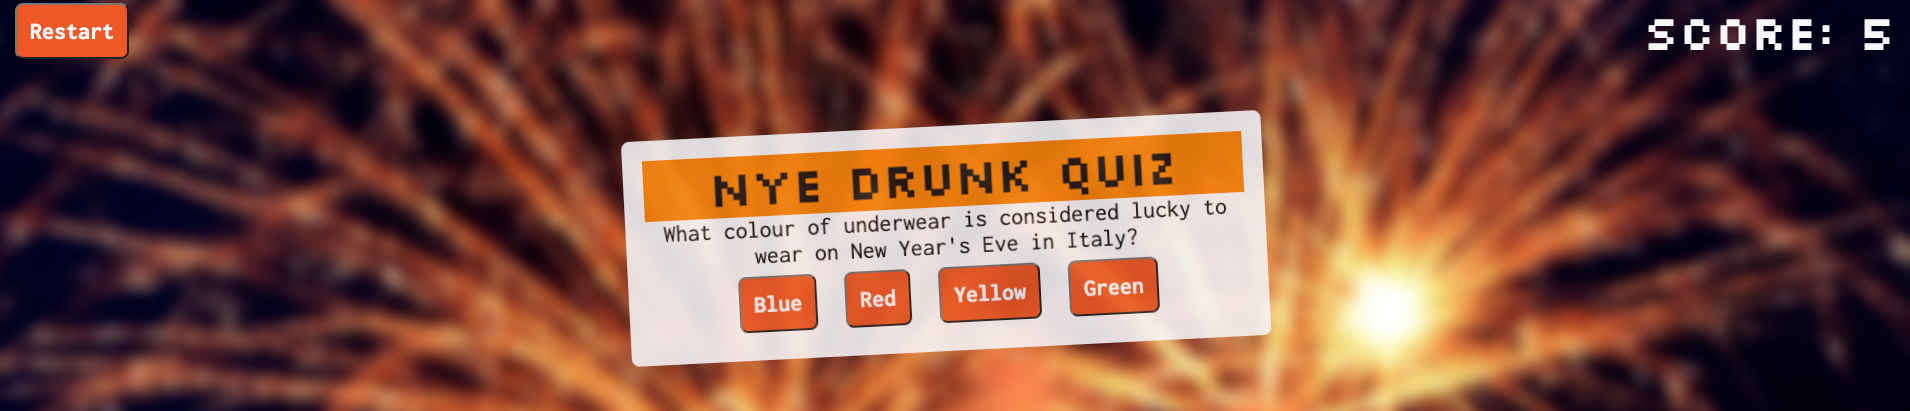 Restart
SCORE: 5
NYE DRUNK QUIZ
What colour of underwear is considered lucky to
wear on New Year's Eve in Italy?
Blue
Red
Yellow
Green